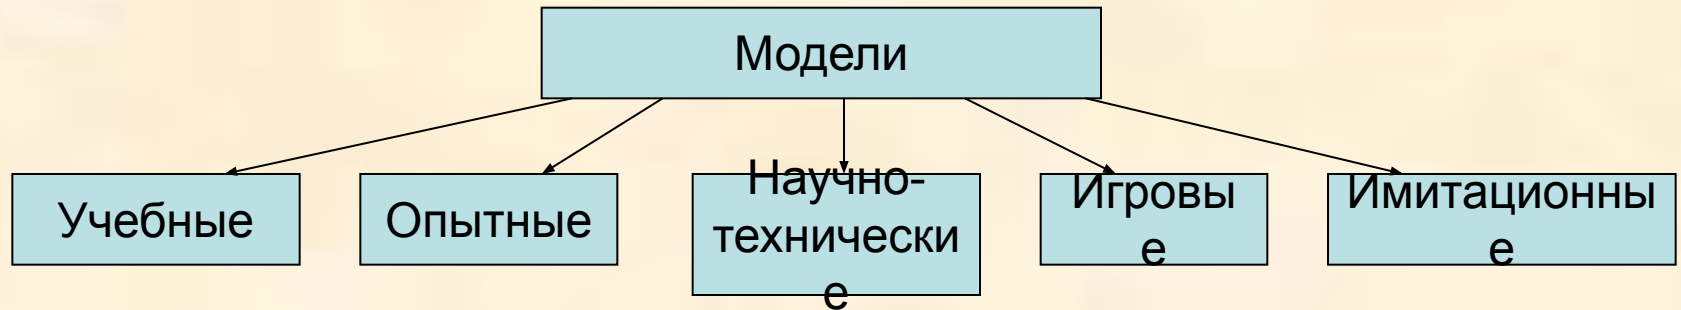 Модели
Учебные
Опытные
Научно-
технически
е
Игровы
е
Имитационны
е